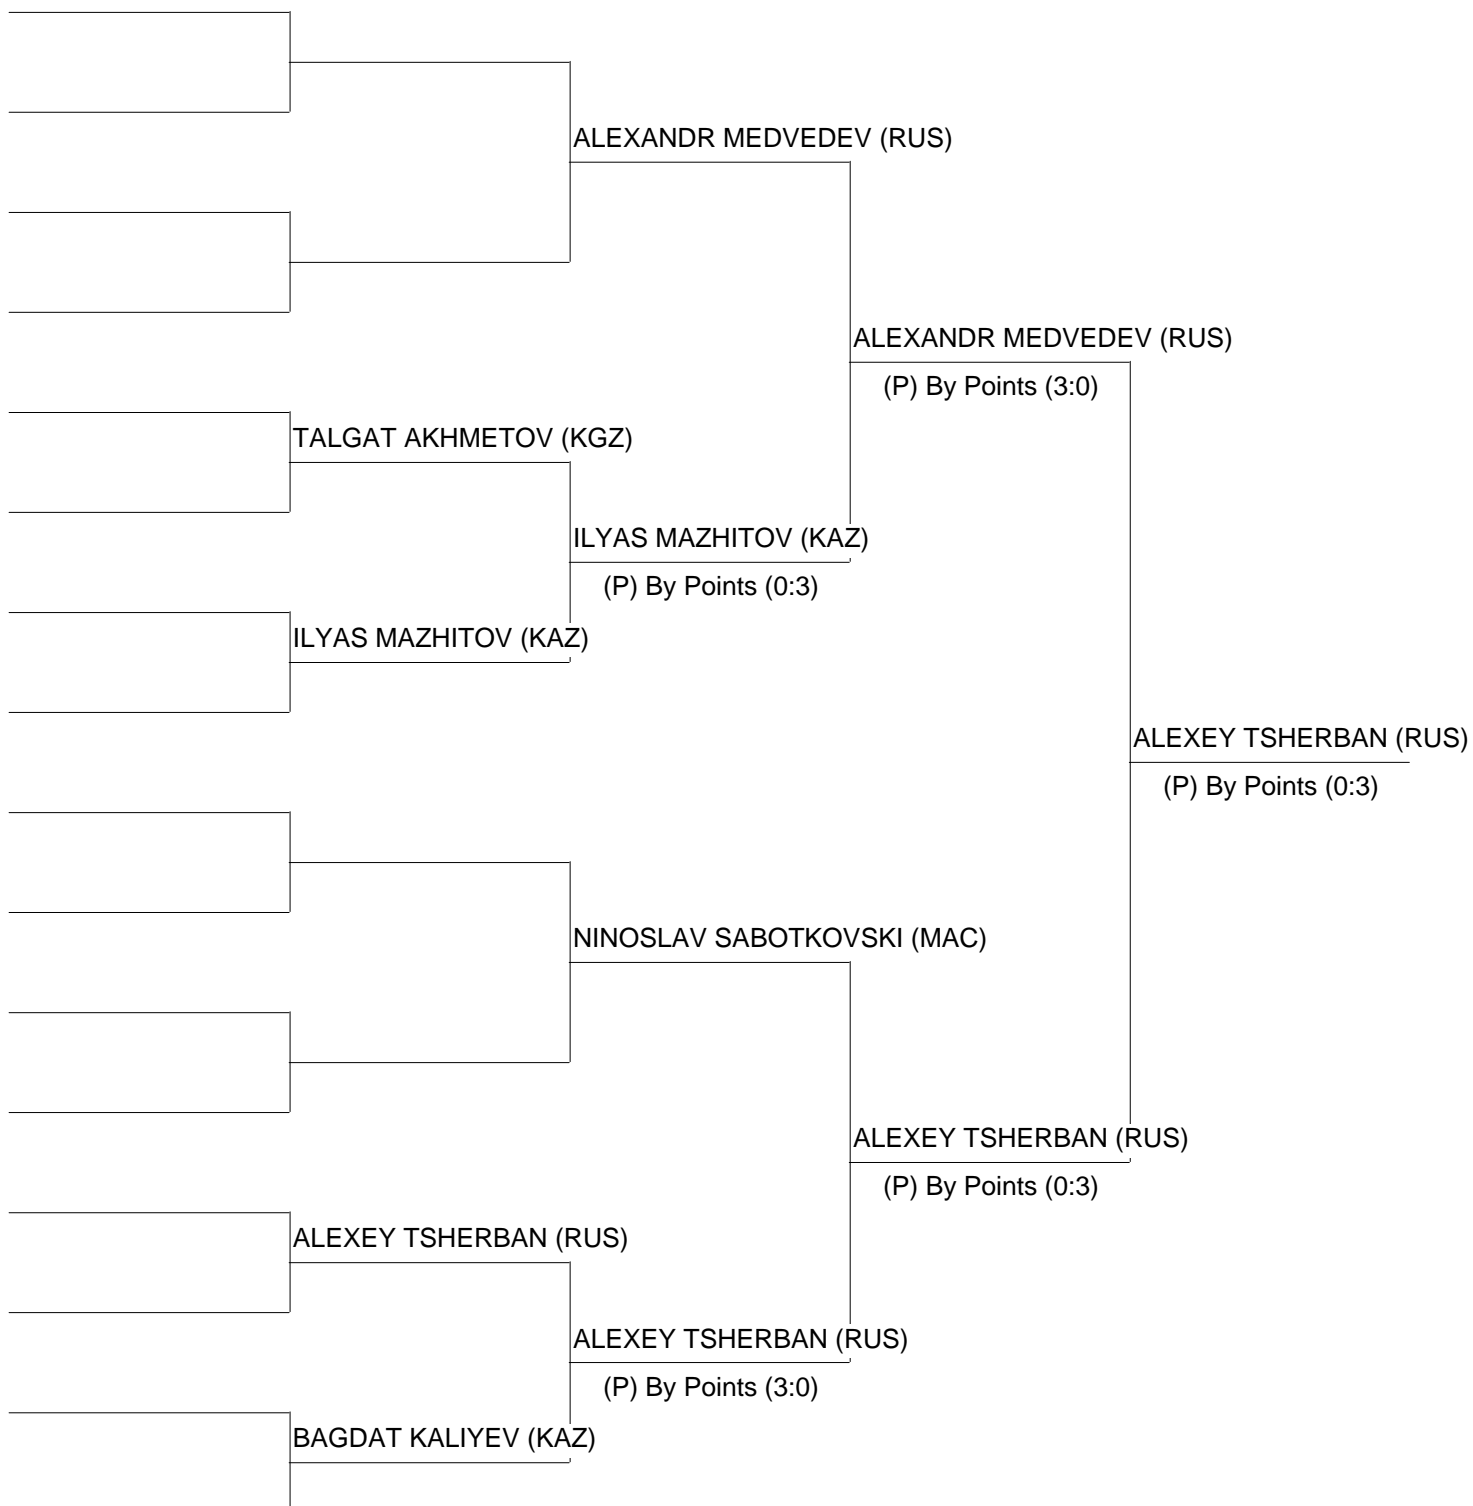 ALEXANDR MEDVEDEV (RUS)
ALEXANDR MEDVEDEV (RUS)
(P) By Points (3:0)
TALGAT AKHMETOV (KGZ)
ILYAS MAZHITOV (KAZ)
(P) By Points (0:3)
ILYAS MAZHITOV (KAZ)
ALEXEY TSHERBAN (RUS)
(P) By Points (0:3)
NINOSLAV SABOTKOVSKI (MAC)
ALEXEY TSHERBAN (RUS)
(P) By Points (0:3)
ALEXEY TSHERBAN (RUS)
ALEXEY TSHERBAN (RUS)
(P) By Points (3:0)
BAGDAT KALIYEV (KAZ)